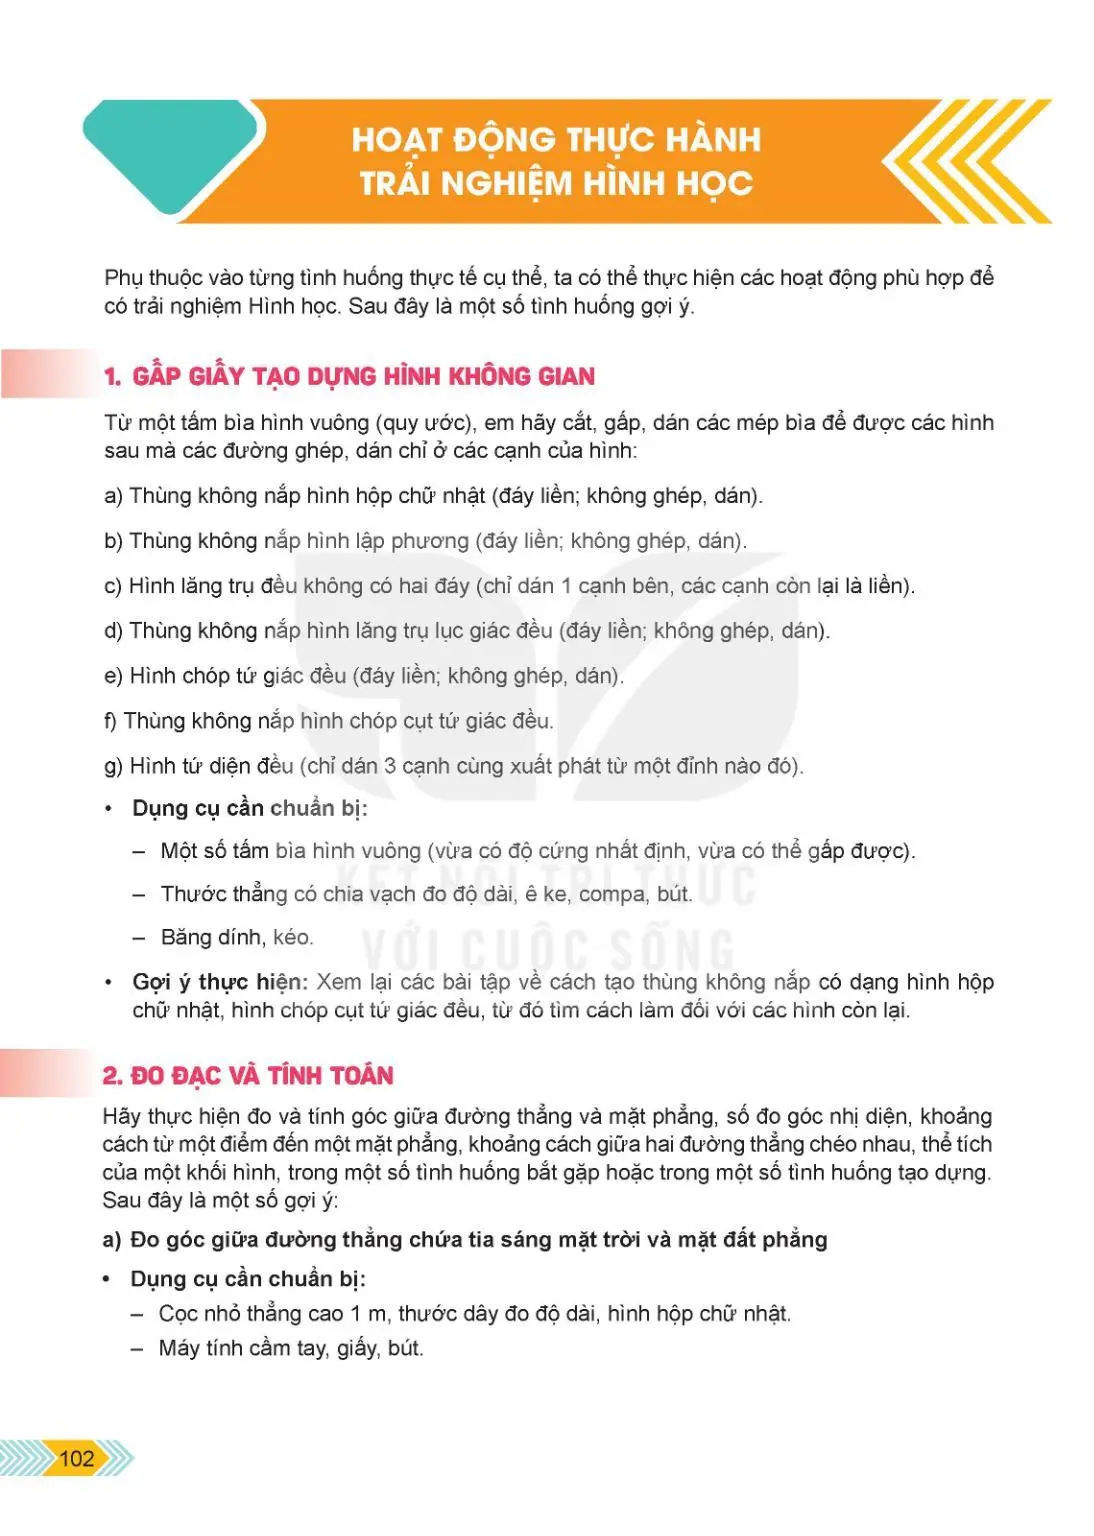 HOẠT ĐỘNG THỰC HÀNH
TRẢI NGHIỆM HÌNH HỌC
Phụ thuộc vào từng tình huống thực tế cụ thể, ta có thể thực hiện các hoạt động phù hợp để
có trải nghiệm Hình học. Sau đây là một số tình huống gợi ý.
1. GẤP GIẤY TẠO DỰNG HÌNH KHÔNG GIAN
Từ một tấm bìa hình vuông (quy ước), em hãy cắt, gấp, dán các mép bìa để được các hình
sau mà các đường ghép, dán chỉ ở các cạnh của hình:
a) Thùng không nắp hình hộp chữ nhật (đáy liền; không ghép, dán).
b) Thùng không nắp hình lập phương (đáy liền; không ghép, dán).
c) Hình lăng trụ đều không có hai đáy (chỉ dán 1 cạnh bên, các cạnh còn lại là liền).
d) Thùng không nắp hình lăng trụ lục giác đều (đáy liền; không ghép, dán).
e) Hình chóp tứ giác đều (đáy liền; không ghép, dán).
f) Thùng không nắp hình chóp cụt tứ giác đều.
g) Hình tứ diện đều (chỉ dán 3 cạnh cùng xuất phát từ một đỉnh nào đó).
• Dụng cụ cần chuẩn bị:
– Một số tấm bìa hình vuông (vừa có độ cứng nhất định, vừa có thể gấp được).
– Thước thẳng có chia vạch đo độ dài, ê ke, compa, bút.
– Băng dính, kéo.
KẾT NỐI TRI THỨC
VỚI CUỘC SỐNG
• Gợi ý thực hiện: Xem lại các bài tập về cách tạo thùng không nắp có dạng hình hộp
chữ nhật, hình chóp cụt tứ giác đều, từ đó tìm cách làm đối với các hình còn lại.
2. ĐO ĐẠC VÀ TÍNH TOÁN
Hãy thực hiện đo và tính góc giữa đường thẳng và mặt phẳng, số đo góc nhị diện, khoảng
cách từ một điểm đến một mặt phẳng, khoảng cách giữa hai đường thẳng chéo nhau, thể tích
của một khối hình, trong một số tình huống bắt gặp hoặc trong một số tình huống tạo dựng.
Sau đây là một số gợi ý:
a) Đo góc giữa đường thẳng chứa tia sáng mặt trời và mặt đất phẳng
• Dụng cụ cần chuẩn bị:
– Cọc nhỏ thẳng cao 1 m, thước dây đo độ dài, hình hộp chữ nhật.
– Máy tính cầm tay, giấy, bút.
102